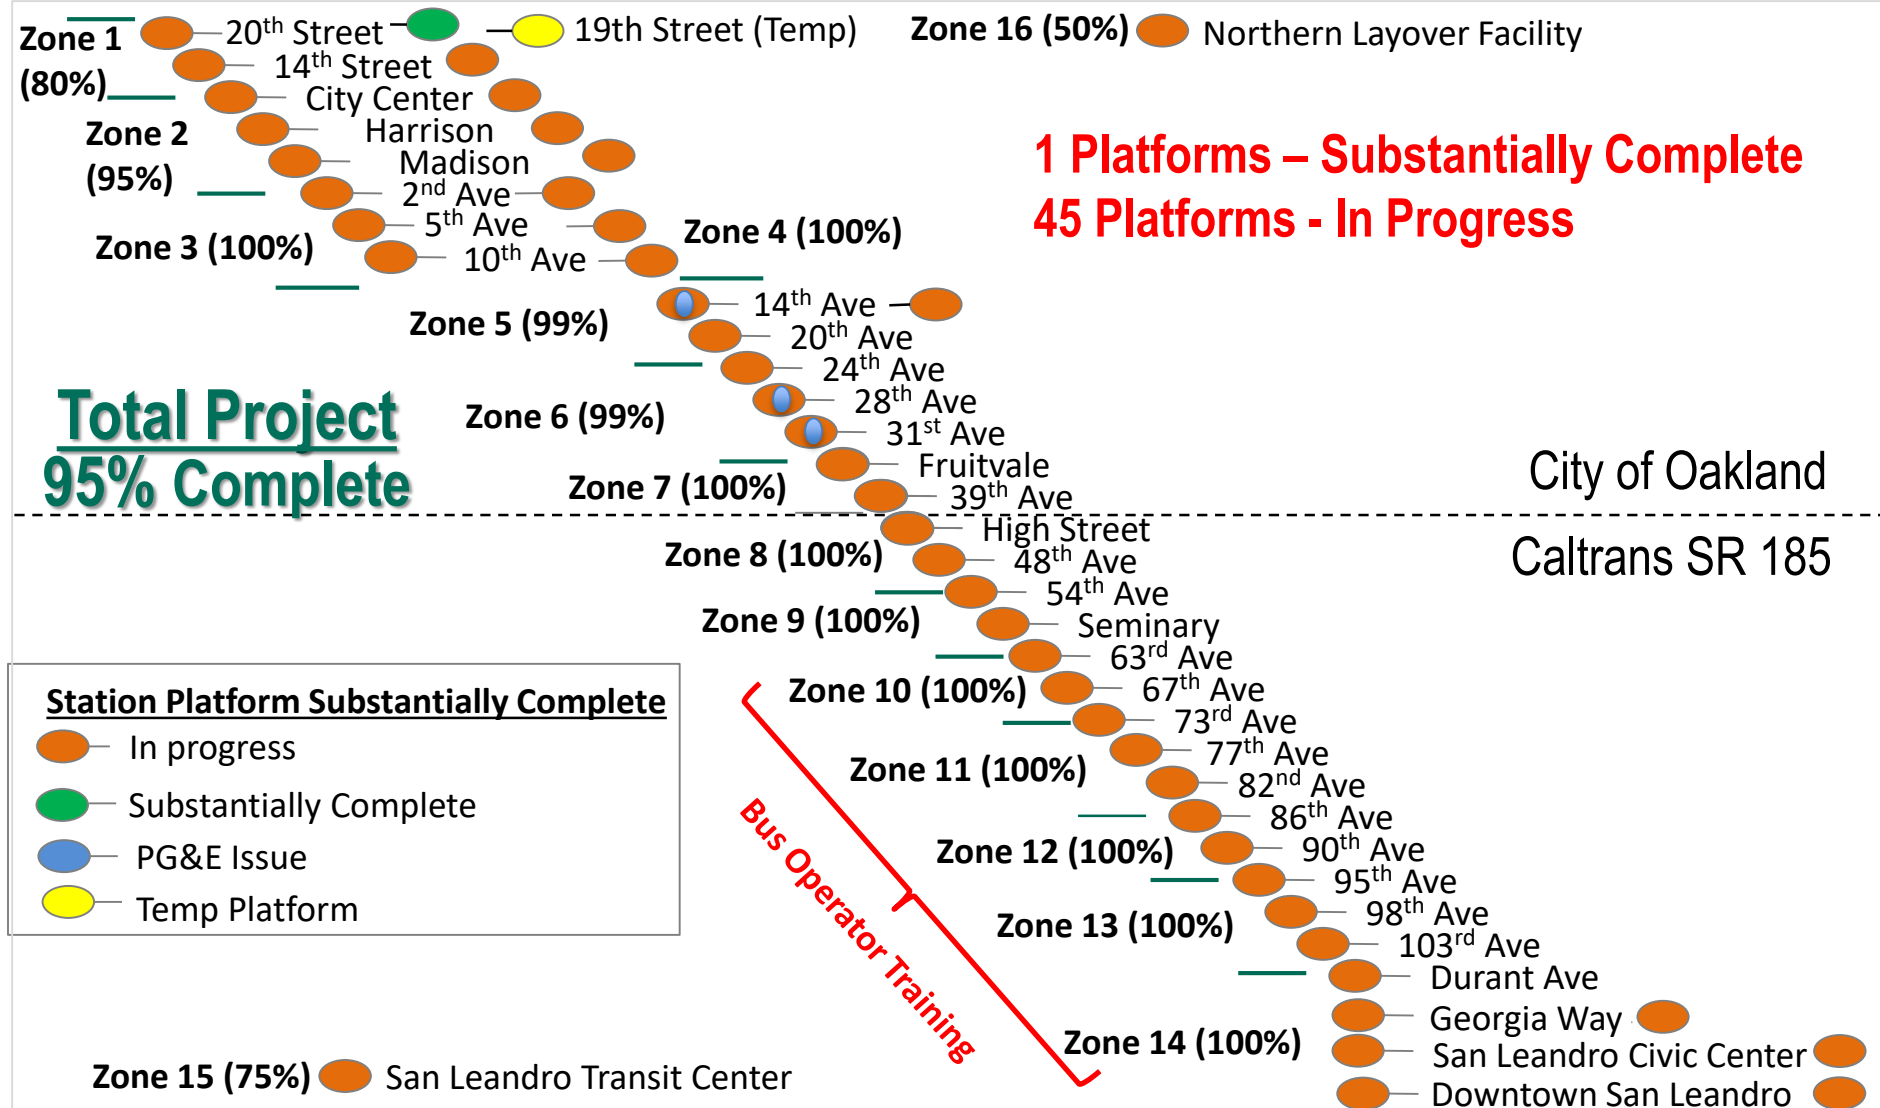 Zone 1
(80%)
20th Street
19th Street (Temp)
Zone 16 (50%)
Northern Layover Facility
14th Street
City Center
Zone 2
(95%)
Harrison
Madison
2nd Ave
1 Platforms – Substantially Complete
45 Platforms - In Progress
Zone 3 (100%)
5th Ave
10th Ave
Zone 4 (100%)
Zone 5 (99%)
14th Ave
20th Ave
24th Ave
Total Project
95% Complete
Zone 6 (99%)
28th Ave
31st Ave
Fruitvale
Zone 7 (100%)
39th Ave
City of Oakland
Caltrans SR 185
High Street
Zone 8 (100%)
48th Ave
54th Ave
Zone 9 (100%)
Seminary
63rd Ave
Zone 10 (100%)
67th Ave
73rd Ave
77th Ave
Zone 11 (100%)
82nd Ave
86th Ave
Zone 12 (100%)
90th Ave
95th Ave
98th Ave
Zone 13 (100%)
103rd Ave
Durant Ave
Georgia Way
Zone 14 (100%)
San Leandro Civic Center
Downtown San Leandro
Bus Operator Training
Station Platform Substantially Complete
In progress
Substantially Complete
PG&E Issue
Temp Platform
Zone 15 (75%)
San Leandro Transit Center